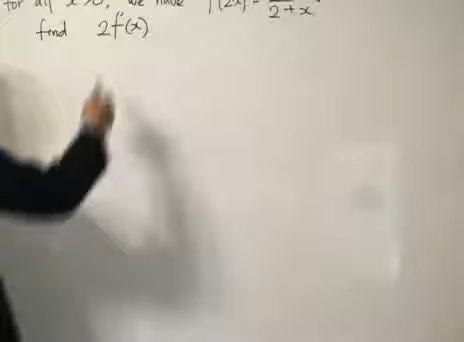 for all x>0, we have f(2x) = /2+x
find 2f'(x)